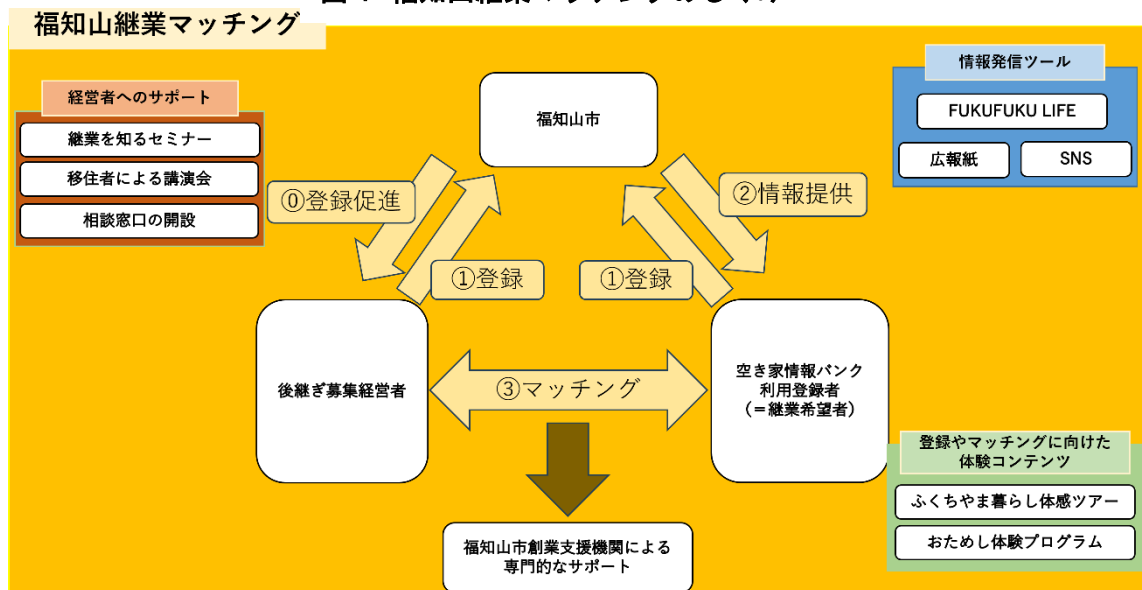 福知山継業マッチング
情報発信ツール
FUKUFUKU LIFE
広報紙
SNS
経営者へのサポート
継業を知るセミナー
移住者による講演会
相談窓口の開設
福知山市
⓪登録促進
②情報提供
①登録
①登録
後継ぎ募集経営者
③マッチング
空き家情報バンク
利用登録者
(=継業希望者)
登録やマッチングに向けた
体験コンテンツ
ふくちやま暮らし体感ツアー
おためし体験プログラム
福知山市創業支援機関による
専門的なサポート